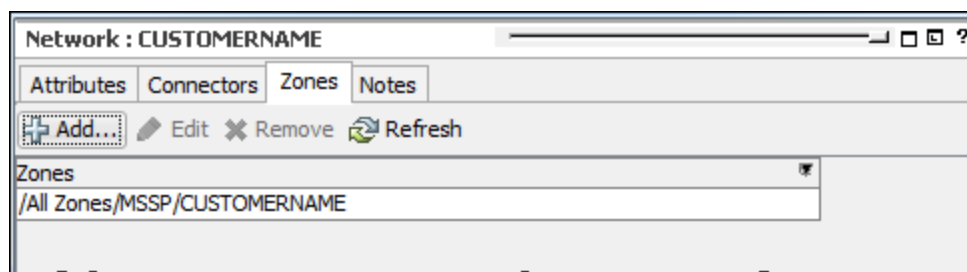 Network : CUSTOMERNAME ?
Attributes Connectors Zones Notes
Add... Edit Remove Refresh
Zones
/All Zones/MSSP/CUSTOMERNAME